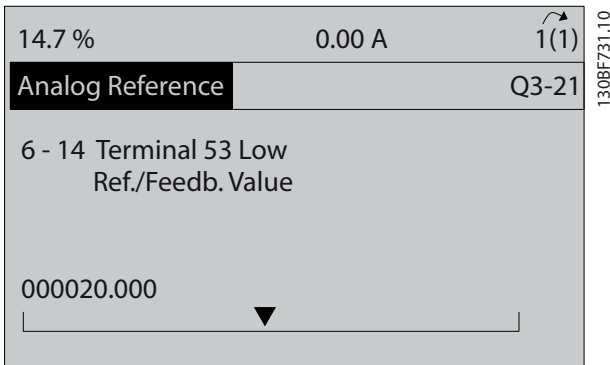 14.7 % 0.00 A 1(1)
Analog Reference Q3-21
6 - 14 Terminal 53 Low
Ref./Feedb. Value
000020.000
130BF731.10